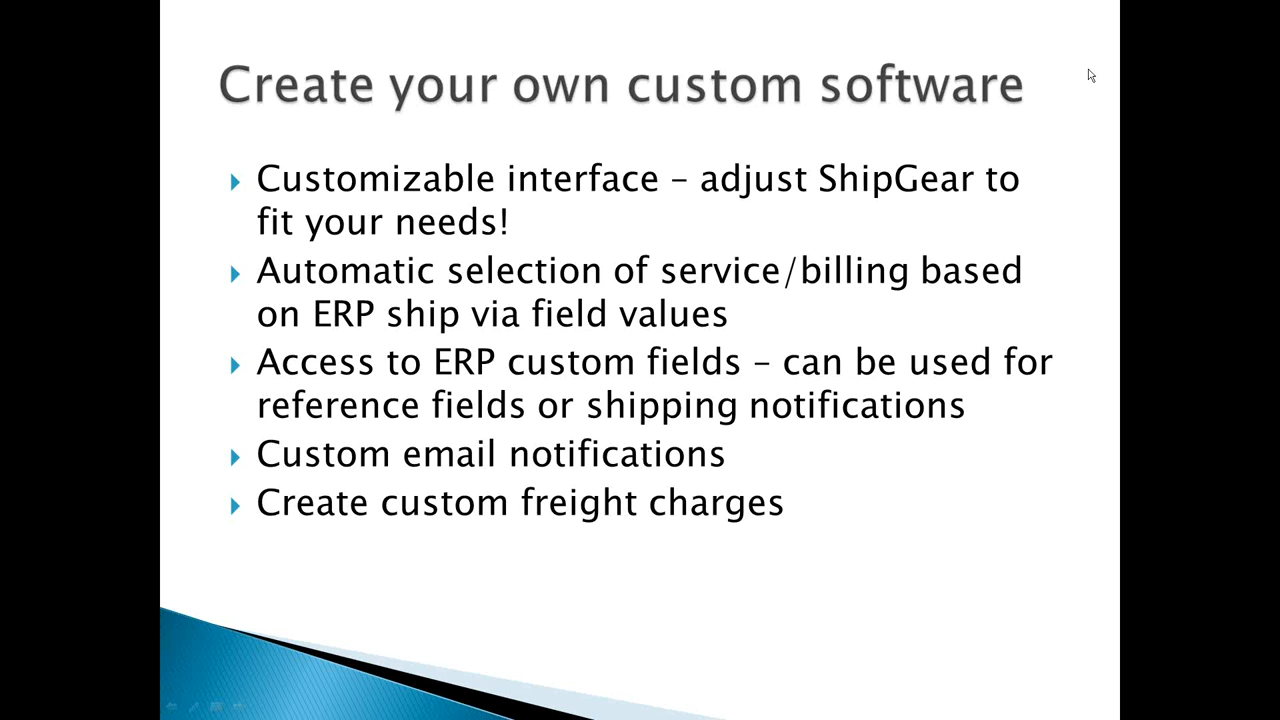 Create your own custom software
Customizable interface – adjust ShipGear to
fit your needs!
Automatic selection of service/billing based
on ERP ship via field values
Access to ERP custom fields – can be used for
reference fields or shipping notifications
Custom email notifications
Create custom freight charges